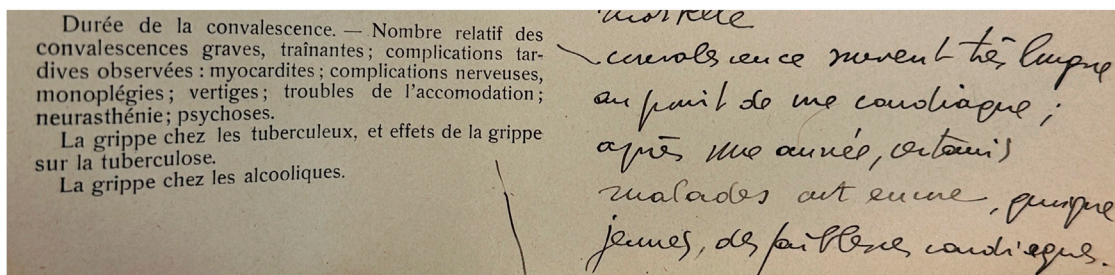 Durée de la convalescence. — Nombre relatif des
convalescences graves, traînantes ; complications tar-
dives observées : myocardites ; complications nerveuses,
monoplégies ; vertiges ; troubles de l'accomodation ;
neurasthénie ; psychoses.
La grippe chez les tuberculeux, et effets de la grippe
sur la tuberculose.
La grippe chez les alcooliques.
mortelle
convalescence souvent très longue
au point de vue cardiaque ;
après une année, certains
malades ont encore, quoique
jeunes, des faiblesses cardiaques.